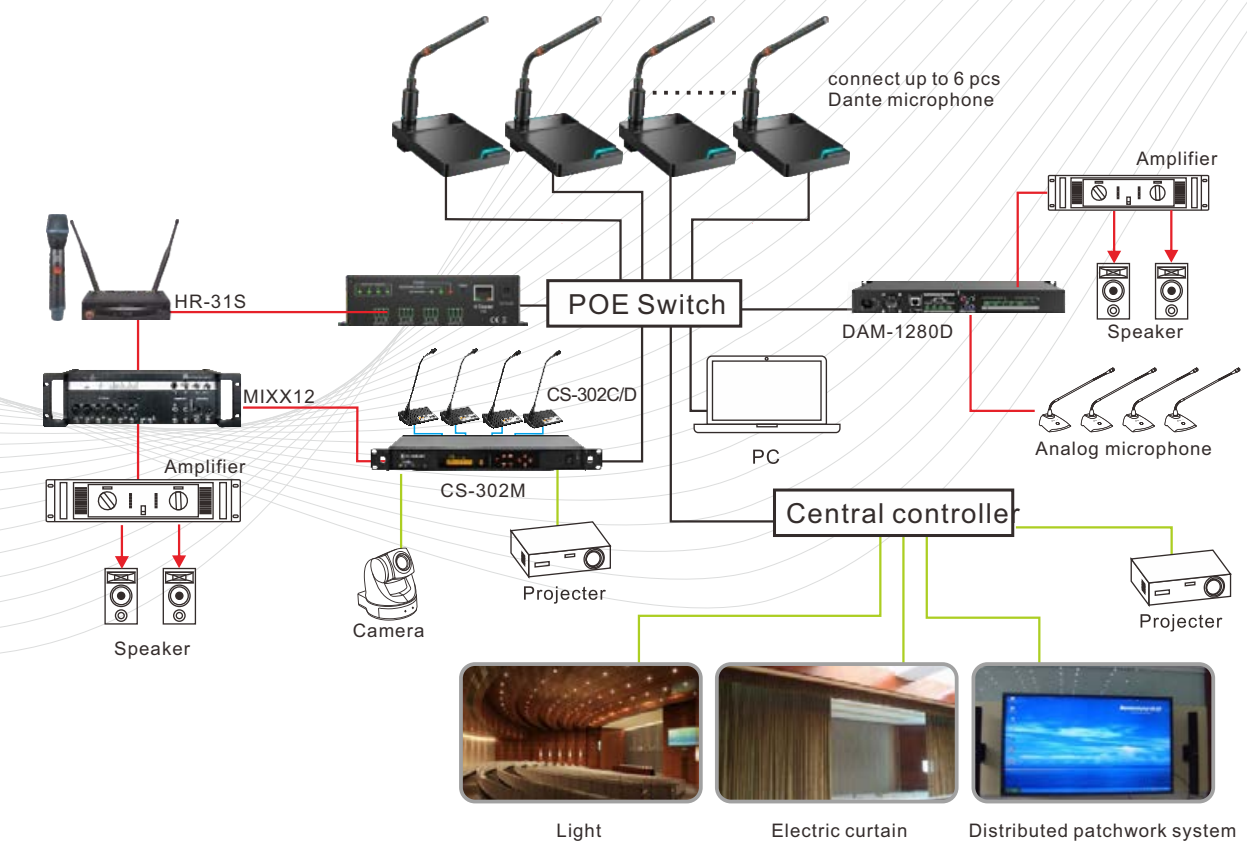 connect up to 6 pcs
Dante microphone
Amplifier
HR-31S
POE Switch
DAM-1280D
Speaker
MIXX12
CS-302C/D
Analog microphone
PC
Amplifier
CS-302M
Central controller
Projecter
Camera
Projecter
Speaker
Light
Electric curtain
Distributed patchwork system